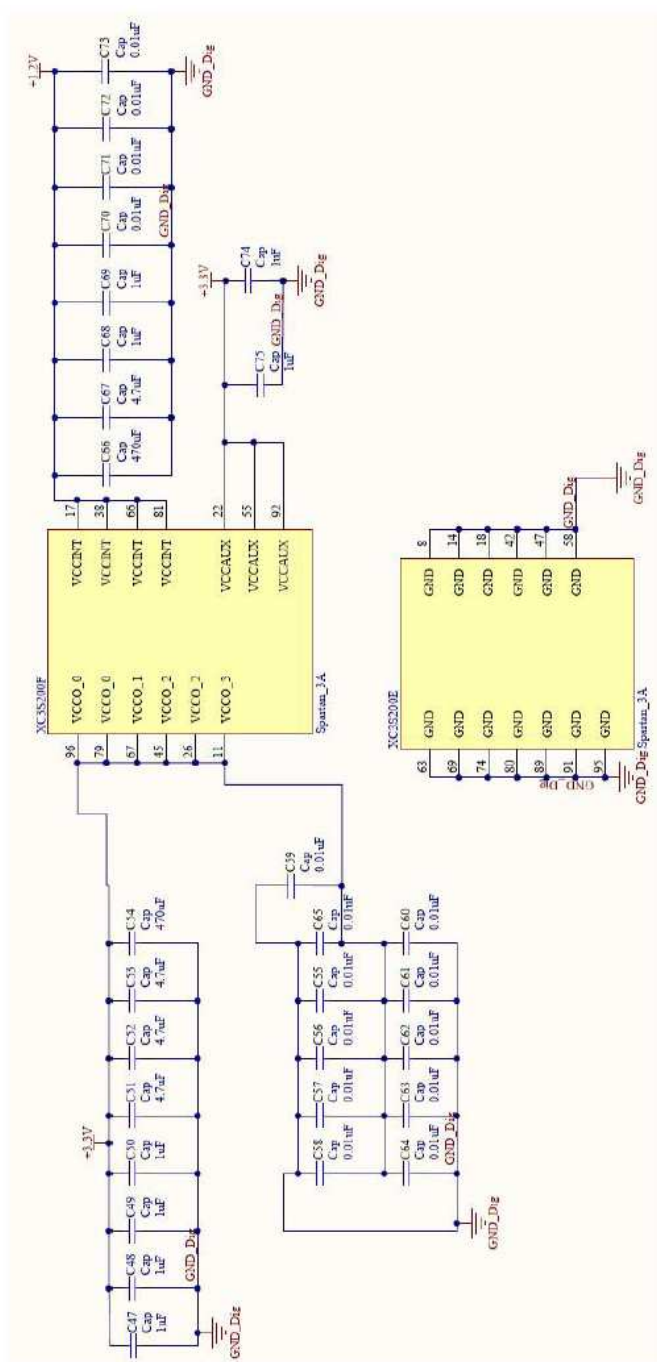 +1.2V
C73
Cap
0.01uF
C72
Cap
0.01uF
C71
Cap
0.01uF
C70
Cap
0.01uF
C69
Cap
1uF
C68
Cap
1uF
C67
Cap
4.7uF
C66
Cap
470uF
GND_Dig
GND_Dig
+3.3V
C74
Cap
1uF
C75
Cap
1uF
GND_Dig
GND_Dig
17
38
66
81
22
55
92
VCCINT
VCCINT
VCCINT
VCCINT
VCCAUX
VCCAUX
VCCAUX
XC3S200F
VCCO_0
VCCO_0
VCCO_1
VCCO_2
VCCO_2
VCCO_3
Spartan_3A
96
79
67
45
26
11
8
14
18
42
47
58
GND_Dig
GND_Dig
GND
GND
GND
GND
GND
GND
XC3S200E
GND
GND
GND
GND
GND
GND
GND
Spartan_3A
63
69
74
80
89
91
95
GND_Dig
GND_Dig
+3.3V
C54
Cap
470uF
C53
Cap
4.7uF
C52
Cap
4.7uF
C51
Cap
4.7uF
C50
Cap
1uF
C49
Cap
1uF
C48
Cap
1uF
C47
Cap
1uF
GND_Dig
GND_Dig
C59
Cap
0.01uF
C65
Cap
0.01uF
C55
Cap
0.01uF
C56
Cap
0.01uF
C57
Cap
0.01uF
C58
Cap
0.01uF
C60
Cap
0.01uF
C61
Cap
0.01uF
C62
Cap
0.01uF
C63
Cap
0.01uF
C64
Cap
0.01uF
GND_Dig
GND_Dig